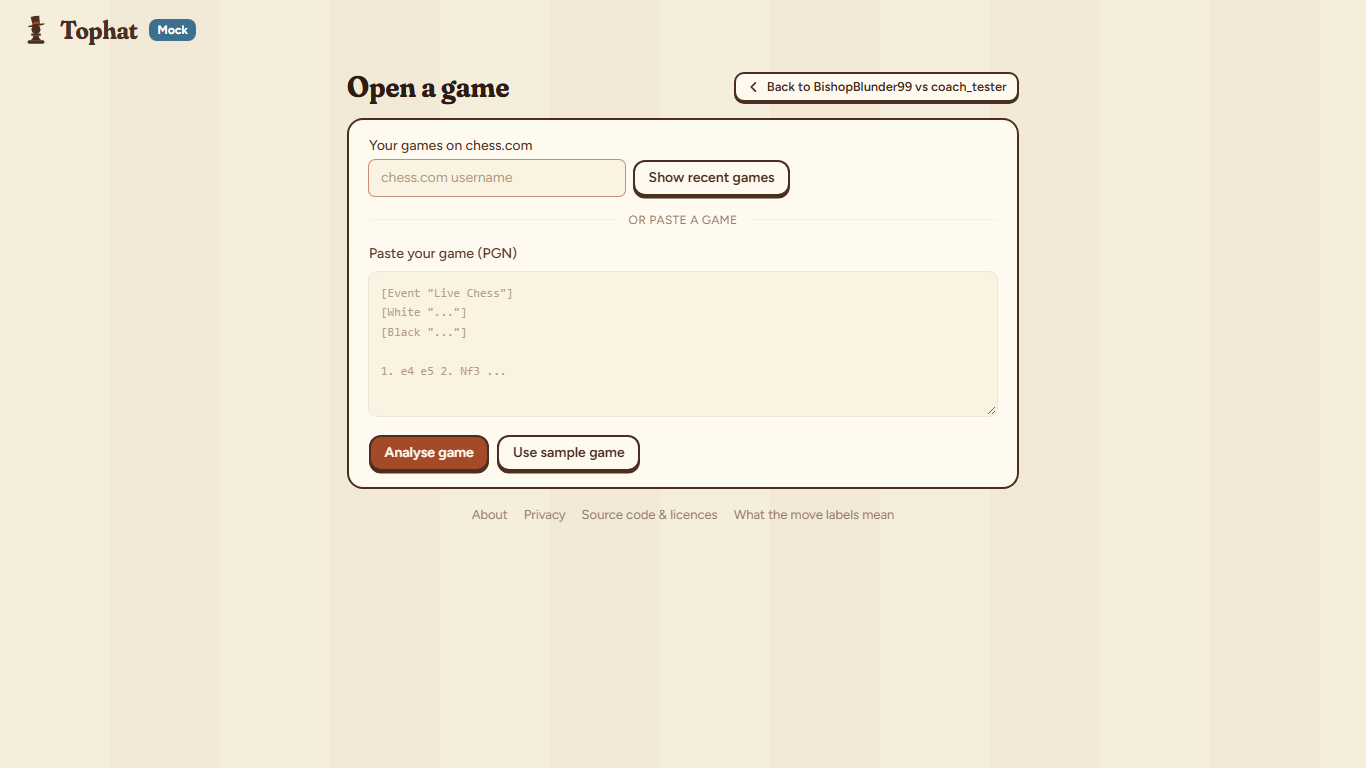 Tophat Mock
Open a game
Back to BishopBlunder99 vs coach_tester
Your games on chess.com
chess.com username
Show recent games
OR PASTE A GAME
Paste your game (PGN)
[Event "Live Chess"]
[White "..."]
[Black "..."]
1. e4 e5 2. Nf3 ...
Analyse game
Use sample game
About Privacy Source code & licences What the move labels mean